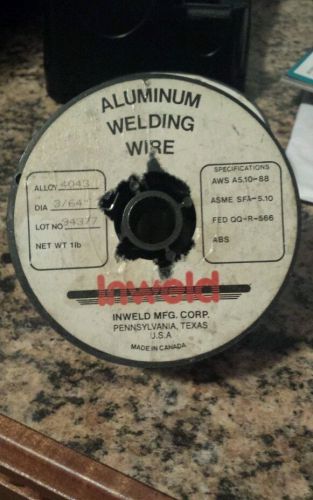 ALUMINUM
WELDING
WIRE
ALLOY 4043
DIA 3/64"
LOT NO 94377
NET WT 1lb
SPECIFICATIONS
AWS A5.10-88
ASME SFA-5.10
FED QQ-R-566
ABS
Inweld
INWELD MFG. CORP.
PENNSYLVANIA, TEXAS
U.S.A
MADE IN CANADA